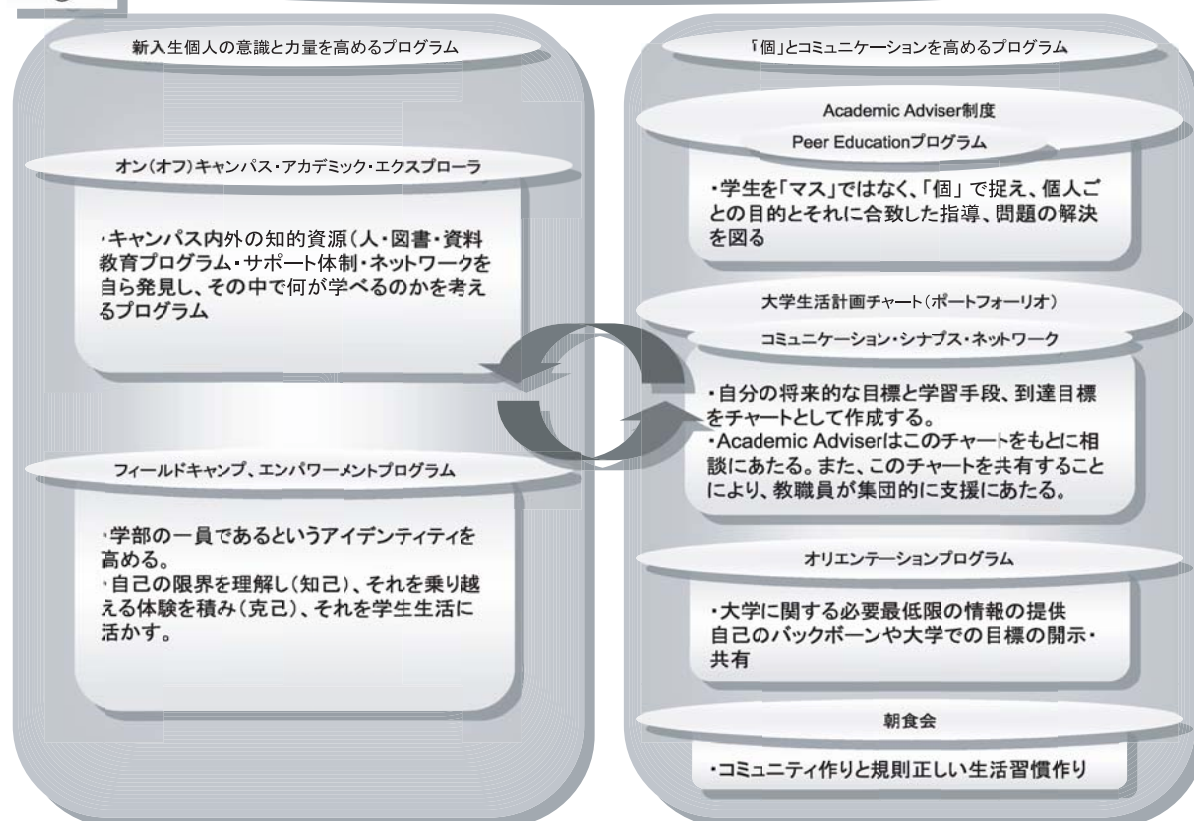 新入生個人の意識と力量を高めるプログラム
オン(オフ)キャンパス・アカデミック・エクスプローラ
・キャンパス内外の知的資源(人・図書・資料
教育プログラム・サポート体制・ネットワークを
自ら発見し、その中で何が学べるのかを考え
るプログラム
フィールドキャンプ、エンパワーメントプログラム
・学部の一員であるというアイデンティティを
高める。
・自己の限界を理解し(知己)、それを乗り越
える体験を積み(克己)、それを学生生活に
活かす。
「個」とコミュニケーションを高めるプログラム
Academic Adviser制度
Peer Educationプログラム
・学生を「マス」ではなく、「個」で捉え、個人ご
との目的とそれに合致した指導、問題の解決
を図る
大学生活計画チャート(ポートフォーリオ)
コミュニケーション・シナプス・ネットワーク
・自分の将来的な目標と学習手段、到達目標
をチャートとして作成する。
・Academic Adviserはこのチャートをもとに相
談にあたる。また、このチャートを共有すること
により、教職員が集団的に支援にあたる。
オリエンテーションプログラム
・大学に関する必要最低限の情報の提供
自己のバックボーンや大学での目標の開示・
共有
朝食会
・コミュニティ作りと規則正しい生活習慣作り